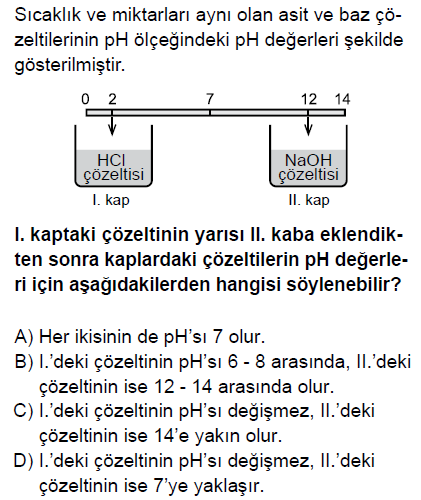 Sıcaklık ve miktarları aynı olan asit ve baz çö-
zeltilerinin pH ölçeğindeki pH değerleri şekilde
gösterilmiştir.
0 2 7 12 14
HCl
çözeltisi
I. kap
NaOH
çözeltisi
II. kap
I. kaptaki çözeltinin yarısı II. kaba eklendik-
ten sonra kaplardaki çözeltilerin pH değerle-
ri için aşağıdakilerden hangisi söylenebilir?
A) Her ikisinin de pH'sı 7 olur.
B) I.'deki çözeltinin pH'sı 6 - 8 arasında, II.'deki
çözeltinin ise 12 - 14 arasında olur.
C) I.'deki çözeltinin pH'sı değişmez, II.'deki
çözeltinin ise 14'e yakın olur.
D) I.'deki çözeltinin pH'sı değişmez, II.'deki
çözeltinin ise 7'ye yaklaşır.